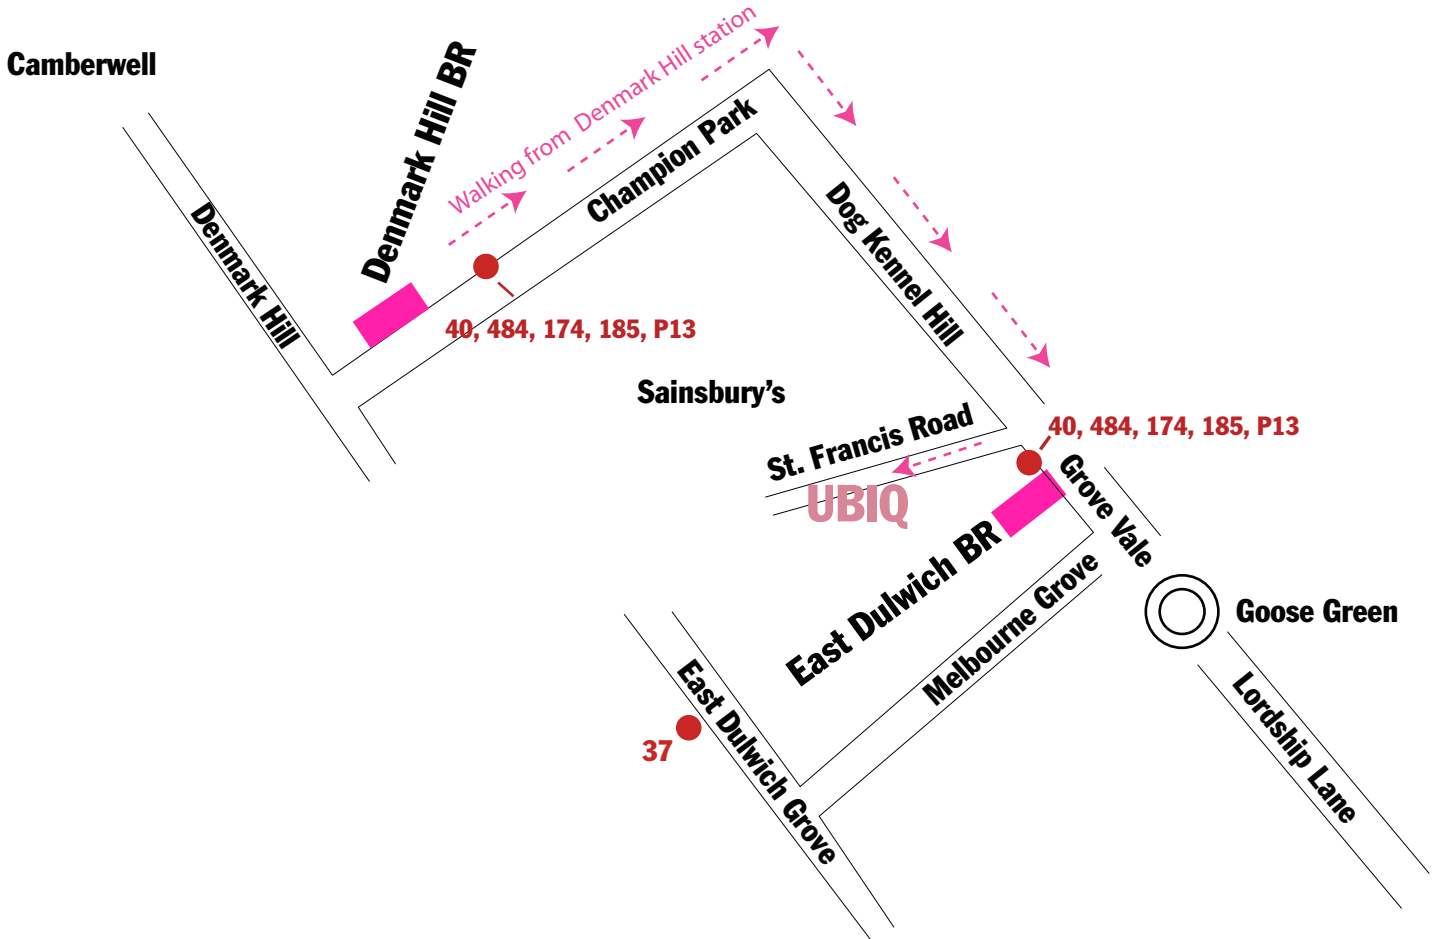 Camberwell
Denmark Hill BR
Walking from Denmark Hill station
Champion Park
Denmark Hill
Dog Kennel Hill
40, 484, 174, 185, P13
Sainsbury’s
St. Francis Road
40, 484, 174, 185, P13
UBIQ
Grove Vale
East Dulwich BR
Melbourne Grove
Goose Green
East Dulwich Grove
37
Lordship Lane